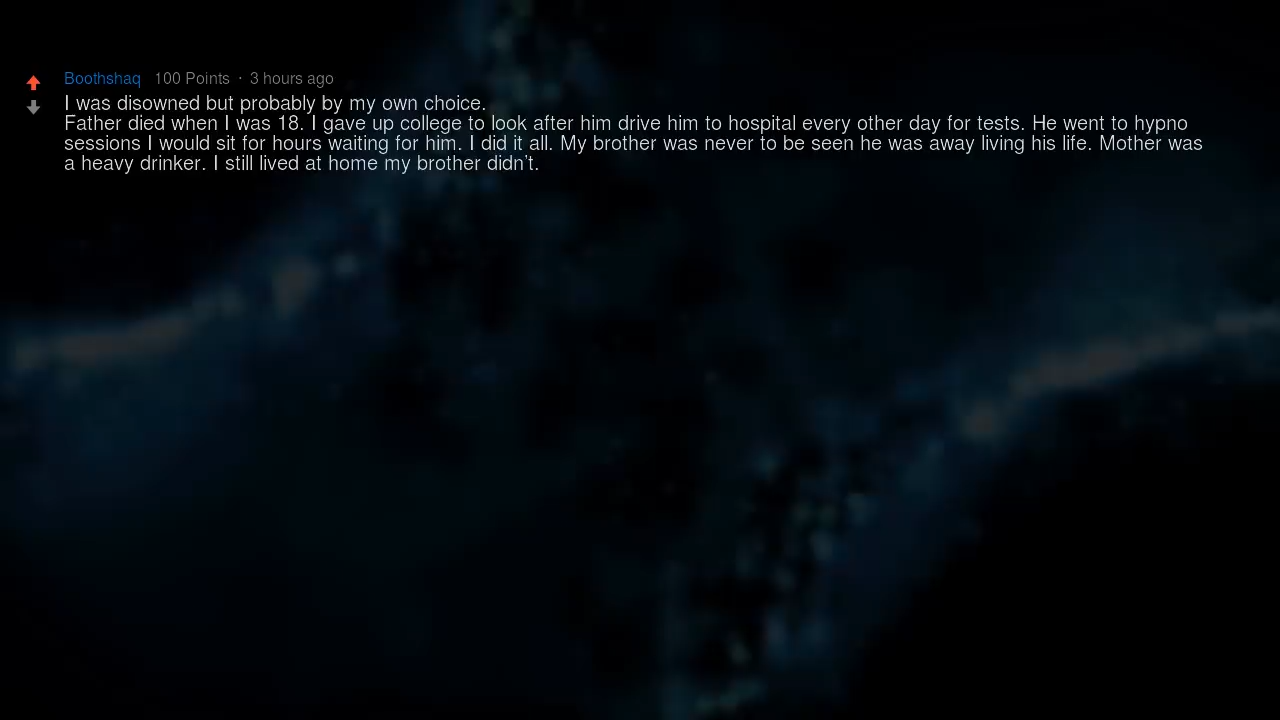 Boothshaq 100 Points · 3 hours ago
I was disowned but probably by my own choice.
Father died when I was 18. I gave up college to look after him drive him to hospital every other day for tests. He went to hypno
sessions I would sit for hours waiting for him. I did it all. My brother was never to be seen he was away living his life. Mother was
a heavy drinker. I still lived at home my brother didn't.